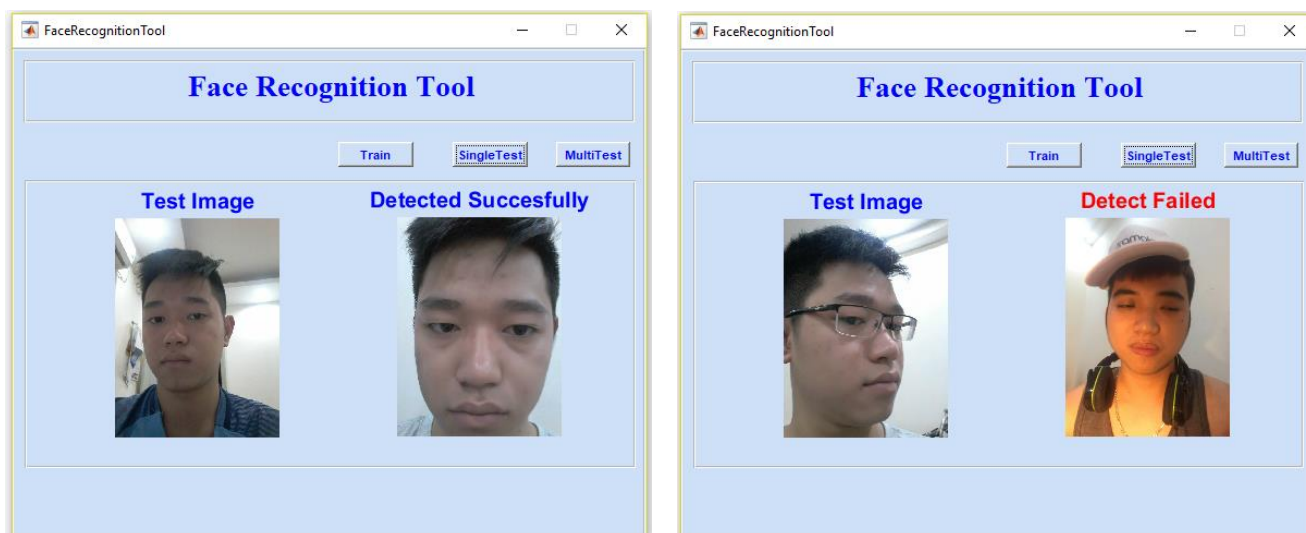 FaceRecognitionTool
Face Recognition Tool
Train SingleTest MultiTest
Test Image Detected Succesfully
FaceRecognitionTool
Face Recognition Tool
Train SingleTest MultiTest
Test Image Detect Failed